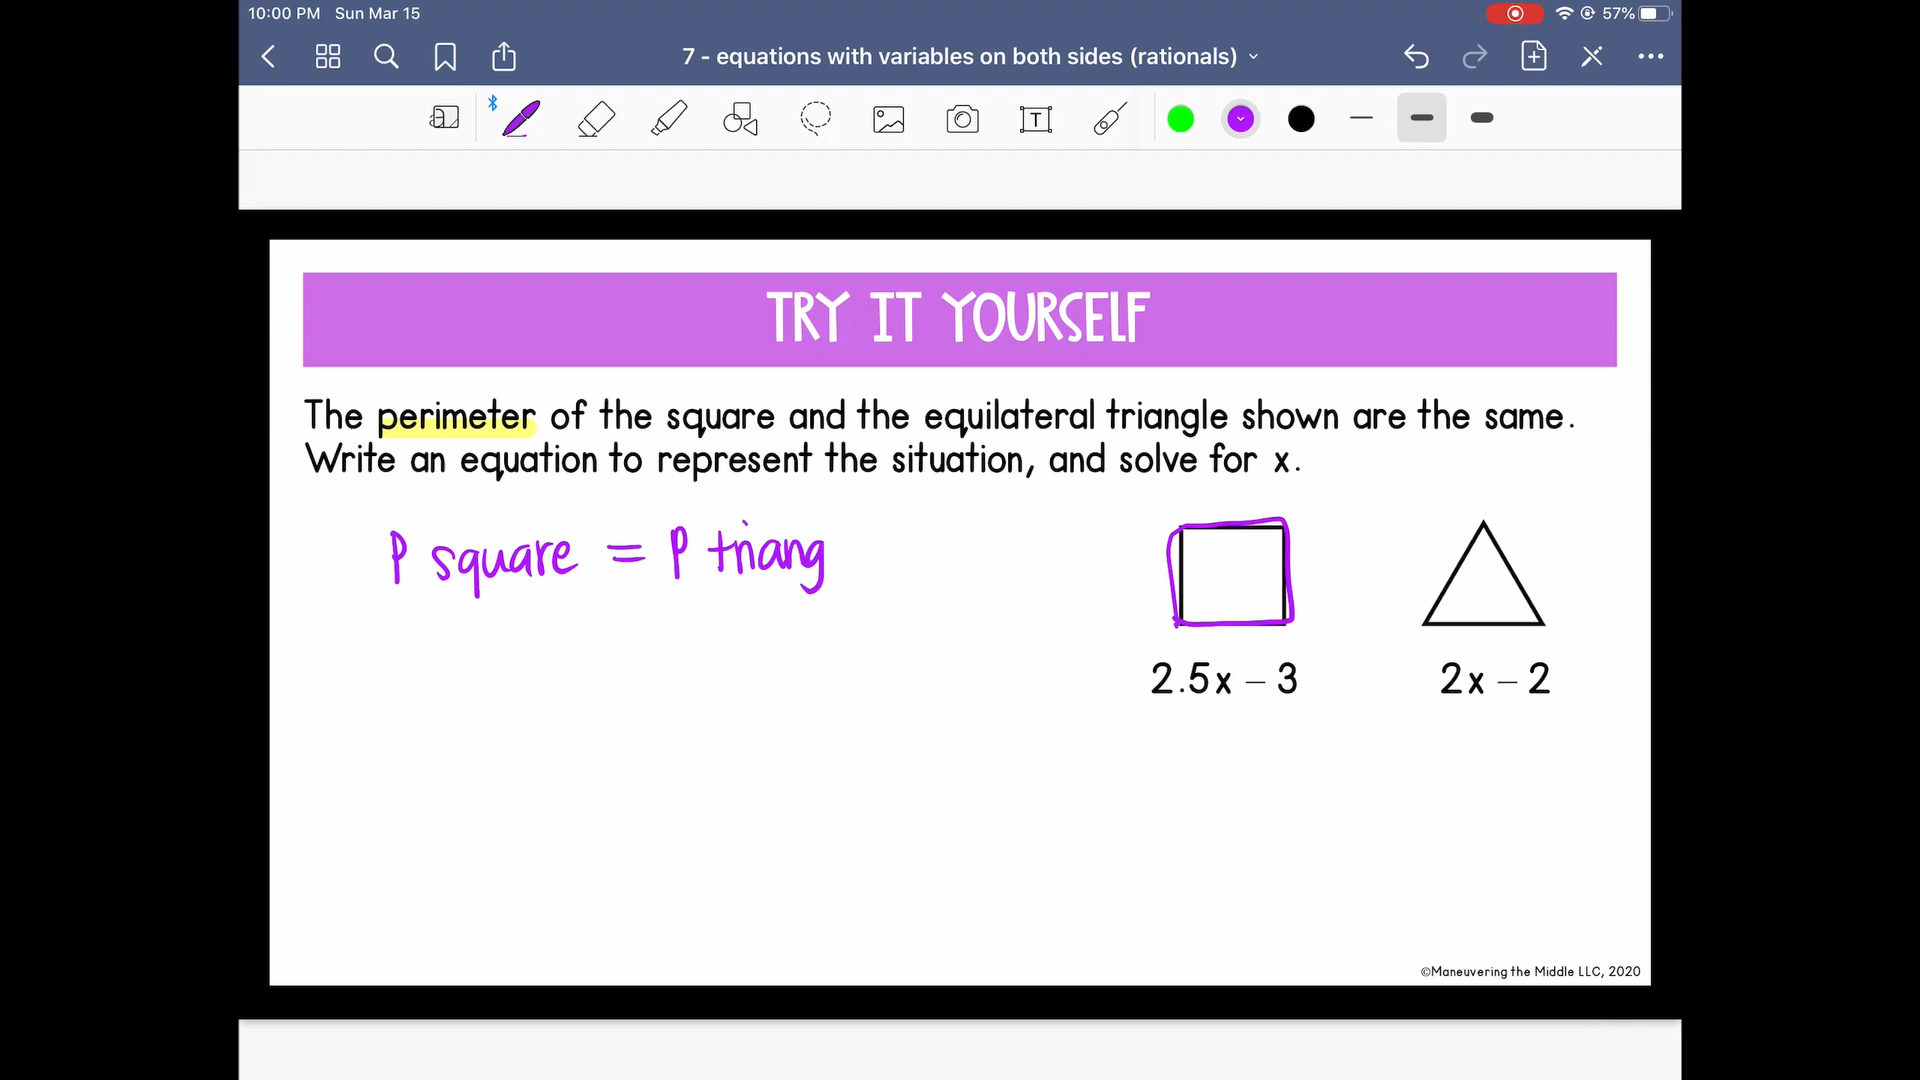 10:00 PM Sun Mar 15
57%
7 - equations with variables on both sides (rationals)
T
TRY IT YOURSELF
The perimeter of the square and the equilateral triangle shown are the same.
Write an equation to represent the situation, and solve for x.
P square = P triang
2.5x – 3
2x – 2
©Maneuvering the Middle LLC, 2020